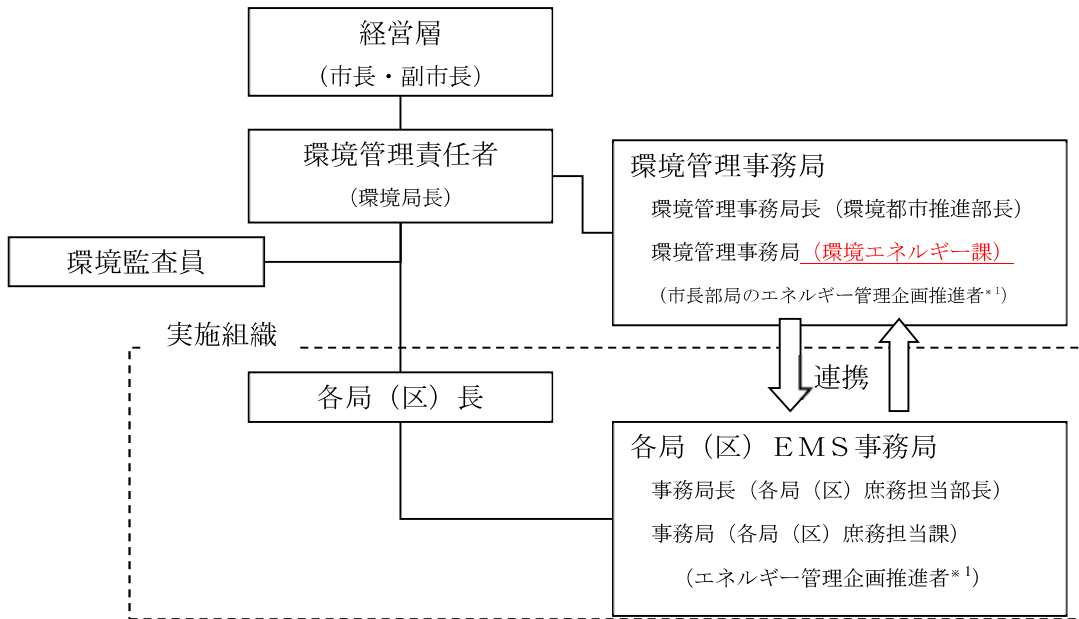 経営層
（市長・副市長）
環境管理責任者
（環境局長）
環境管理事務局
環境管理事務局長（環境都市推進部長）
環境管理事務局（環境エネルギー課）
（市長部局のエネルギー管理企画推進者*1）
環境監査員
実施組織
連携
各局（区）長
各局（区）ＥＭＳ事務局
事務局長（各局（区）庶務担当部長）
事務局（各局（区）庶務担当課）
（エネルギー管理企画推進者※1）